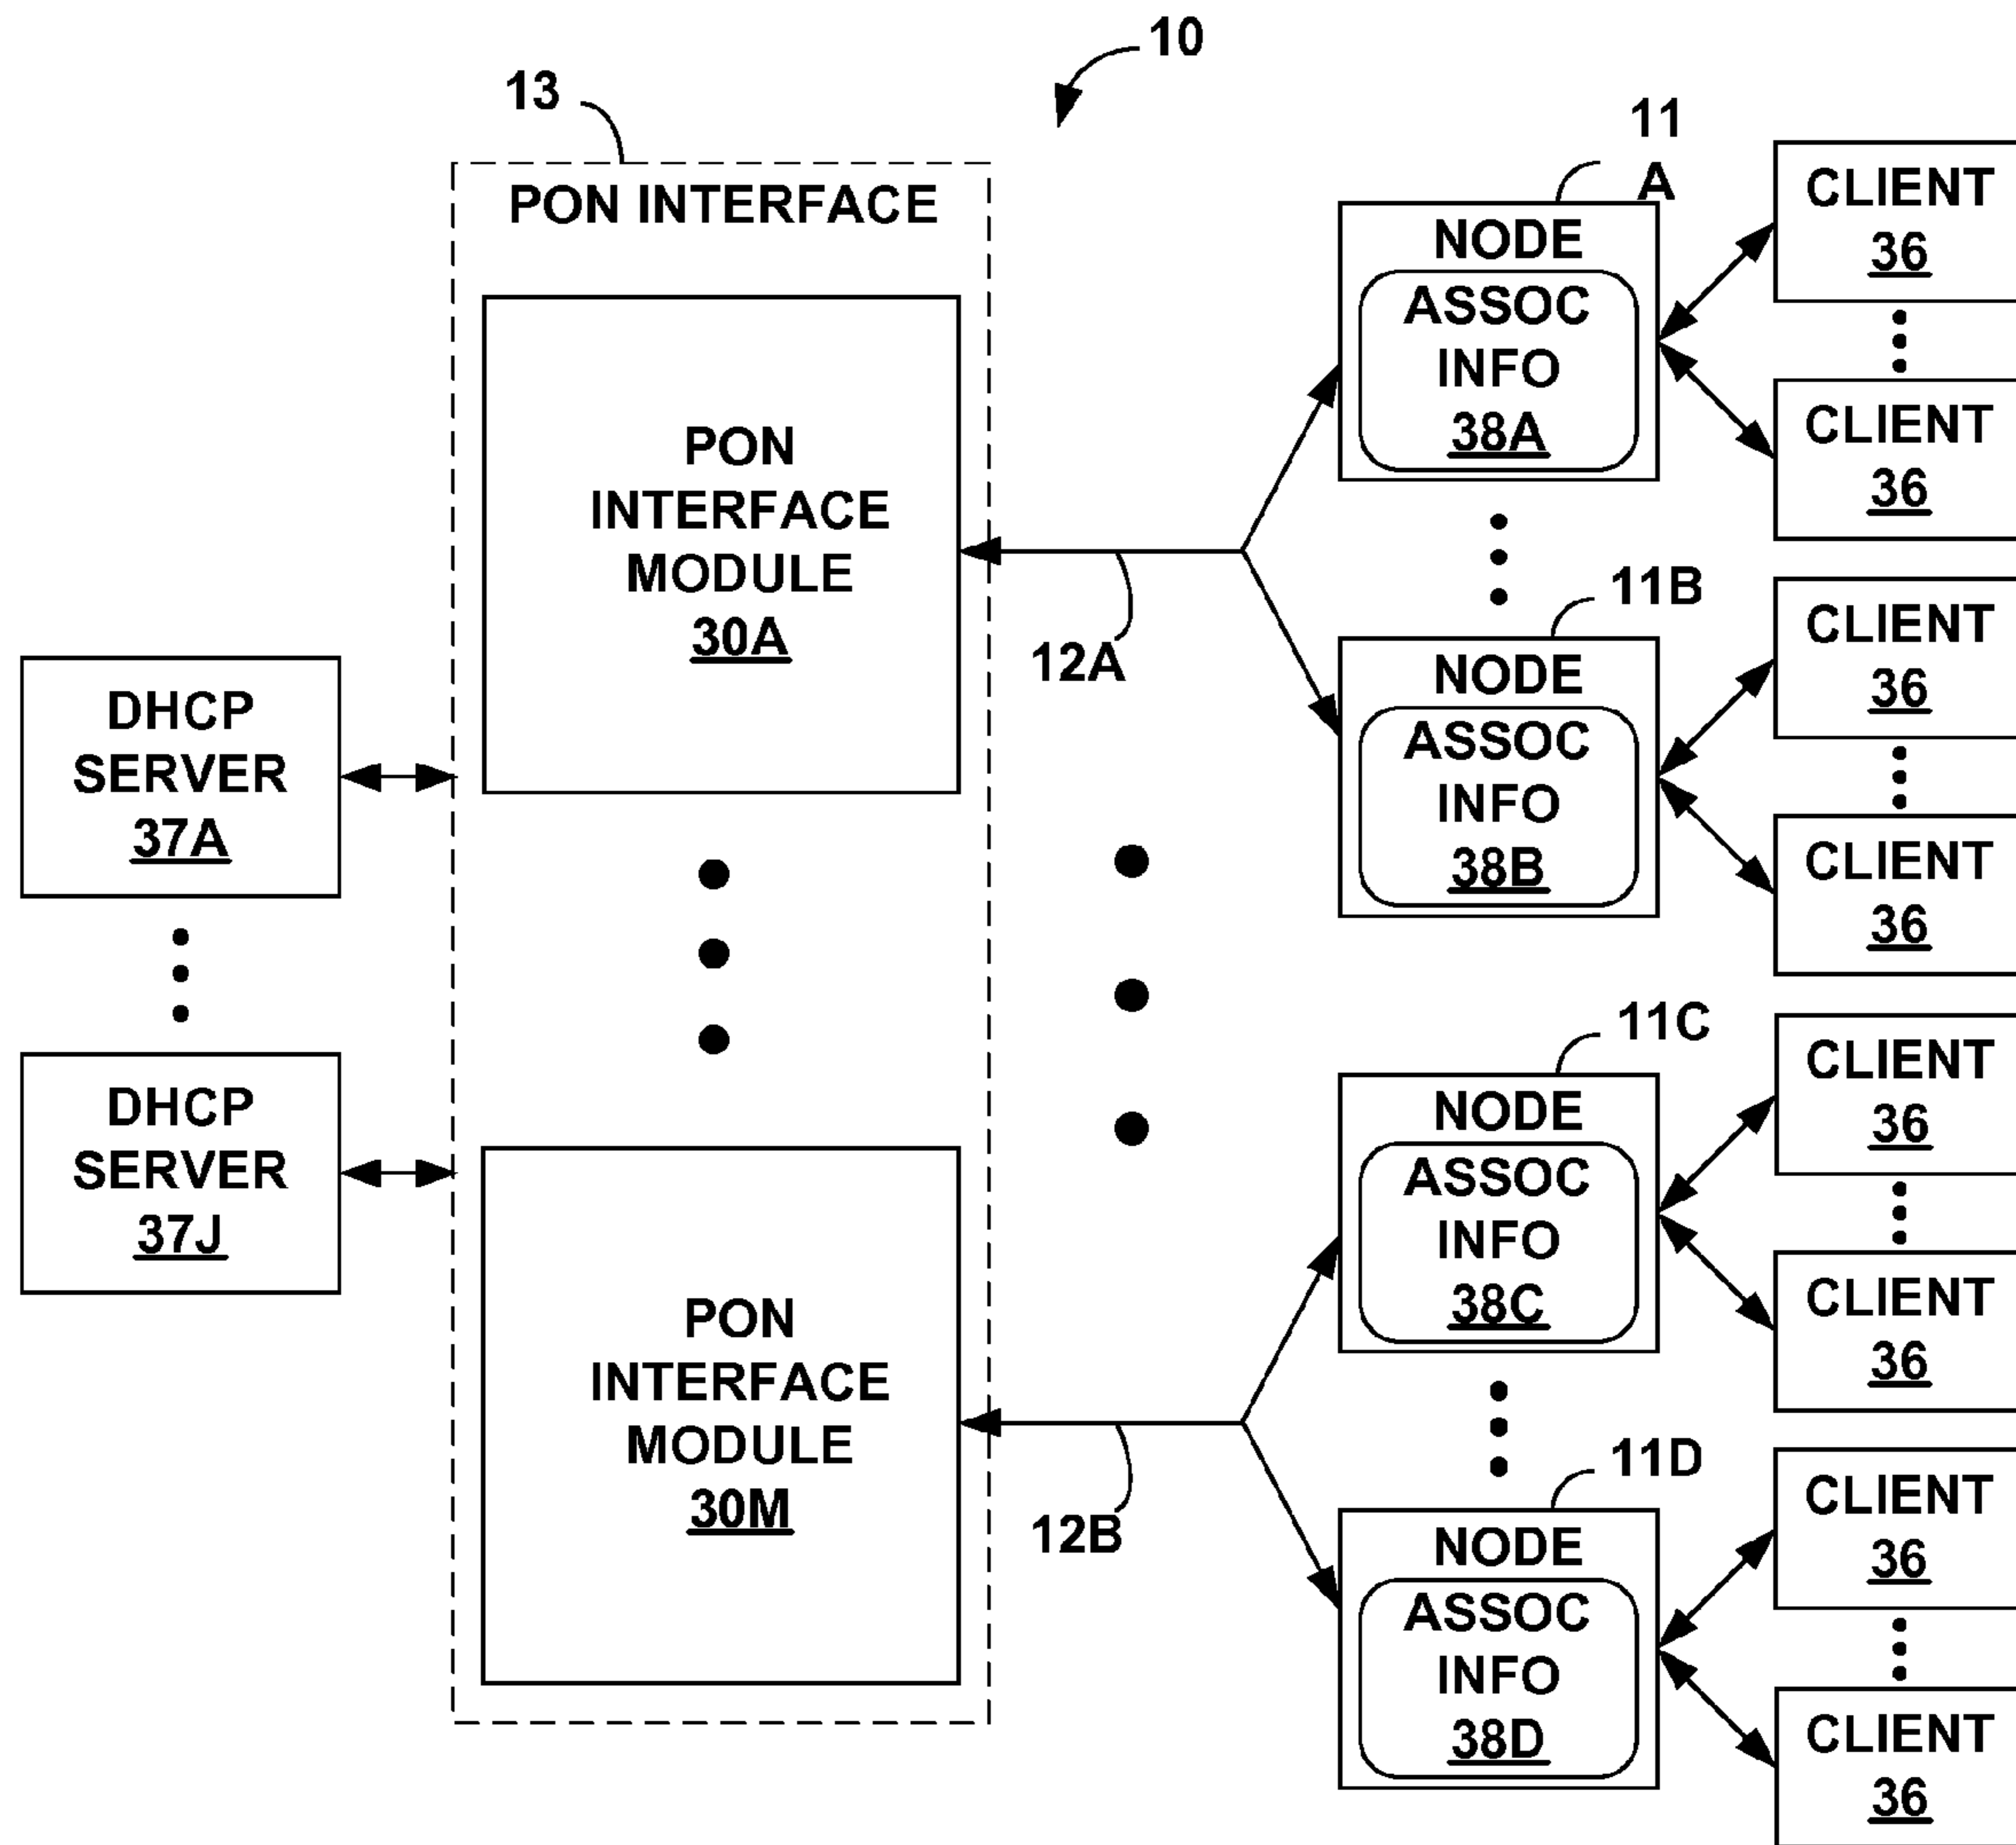 10
13
PON INTERFACE
PON
INTERFACE
MODULE
30A
12A
DHCP
SERVER
37A
DHCP
SERVER
37J
PON
INTERFACE
MODULE
30M
12B
11
A
NODE
ASSOC
INFO
38A
CLIENT
36
CLIENT
36
11B
NODE
ASSOC
INFO
38B
CLIENT
36
CLIENT
36
11C
NODE
ASSOC
INFO
38C
CLIENT
36
CLIENT
36
11D
NODE
ASSOC
INFO
38D
CLIENT
36
CLIENT
36